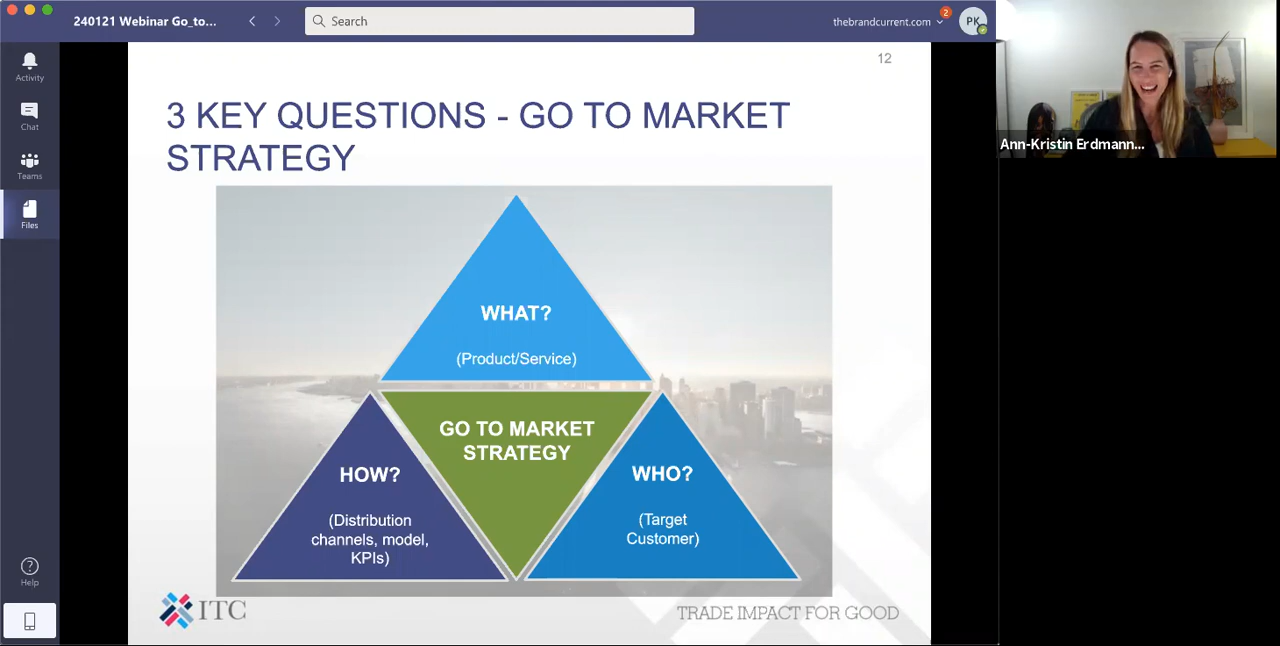 240121 Webinar Go_to...
Search
thebrandcurrent.com
2
PK
Activity
Chat
Teams
Files
Help
12
3 KEY QUESTIONS - GO TO MARKET
STRATEGY
WHAT?
(Product/Service)
GO TO MARKET
STRATEGY
HOW?
(Distribution
channels, model,
KPIs)
WHO?
(Target
Customer)
ITC
TRADE IMPACT FOR GOOD
Ann-Kristin Erdmann...